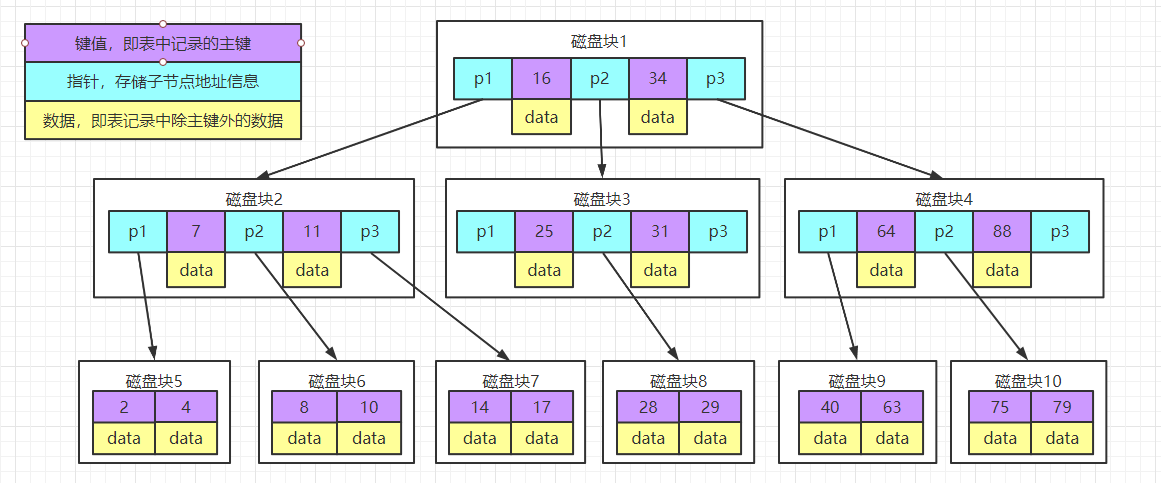 键值，即表中记录的主键
指针，存储子节点地址信息
数据，即表记录中除主键外的数据
磁盘块1
p1 16 p2 34 p3
data data
磁盘块2
p1 7 p2 11 p3
data data
磁盘块3
p1 25 p2 31 p3
data data
磁盘块4
p1 64 p2 88 p3
data data
磁盘块5
2 4
data data
磁盘块6
8 10
data data
磁盘块7
14 17
data data
磁盘块8
28 29
data data
磁盘块9
40 63
data data
磁盘块10
75 79
data data